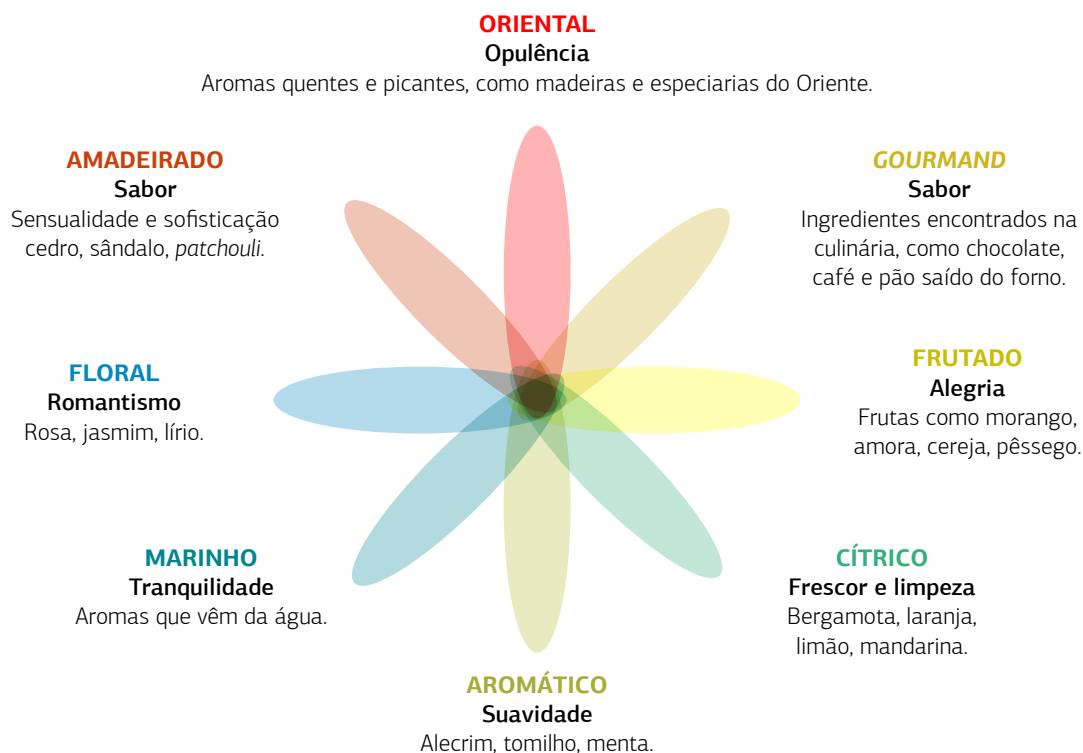 ORIENTAL
Opulência
Aromas quentes e picantes, como madeiras e especiarias do Oriente.
AMADEIRADO
Sabor
Sensualidade e sofisticação
cedro, sândalo, patchouli.
GOURMAND
Sabor
Ingredientes encontrados na
culinária, como chocolate,
café e pão saído do forno.
FLORAL
Romantismo
Rosa, jasmim, lírio.
FRUTADO
Alegria
Frutas como morango,
amora, cereja, pêssego.
MARINHO
Tranquilidade
Aromas que vêm da água.
CÍTRICO
Frescor e limpeza
Bergamota, laranja,
limão, mandarina.
AROMÁTICO
Suavidade
Alecrim, tomilho, menta.